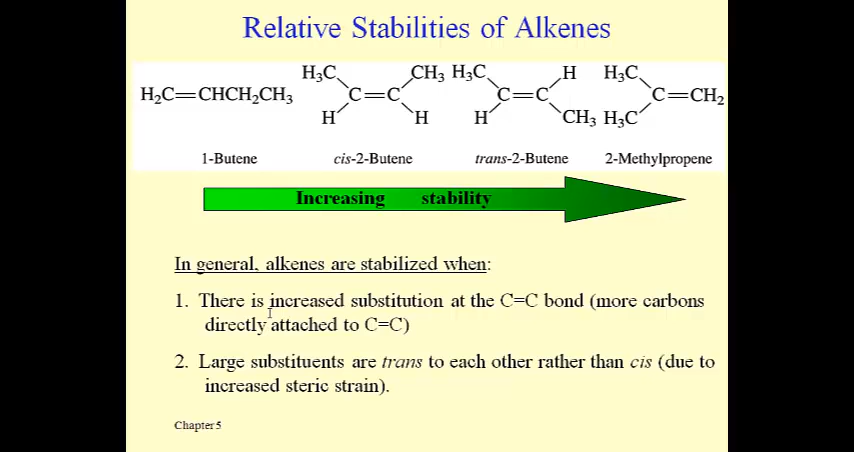 Relative Stabilities of Alkenes
H₃C CH₃ H₃C H H₃C
H₂C=CHCH₂CH₃ C=C C=C C=CH₂
H H H CH₃ H₃C
1-Butene cis-2-Butene trans-2-Butene 2-Methylpropene
Increasing stability
In general, alkenes are stabilized when:
1. There is increased substitution at the C=C bond (more carbons
directly attached to C=C)
2. Large substituents are trans to each other rather than cis (due to
increased steric strain).
Chapter 5